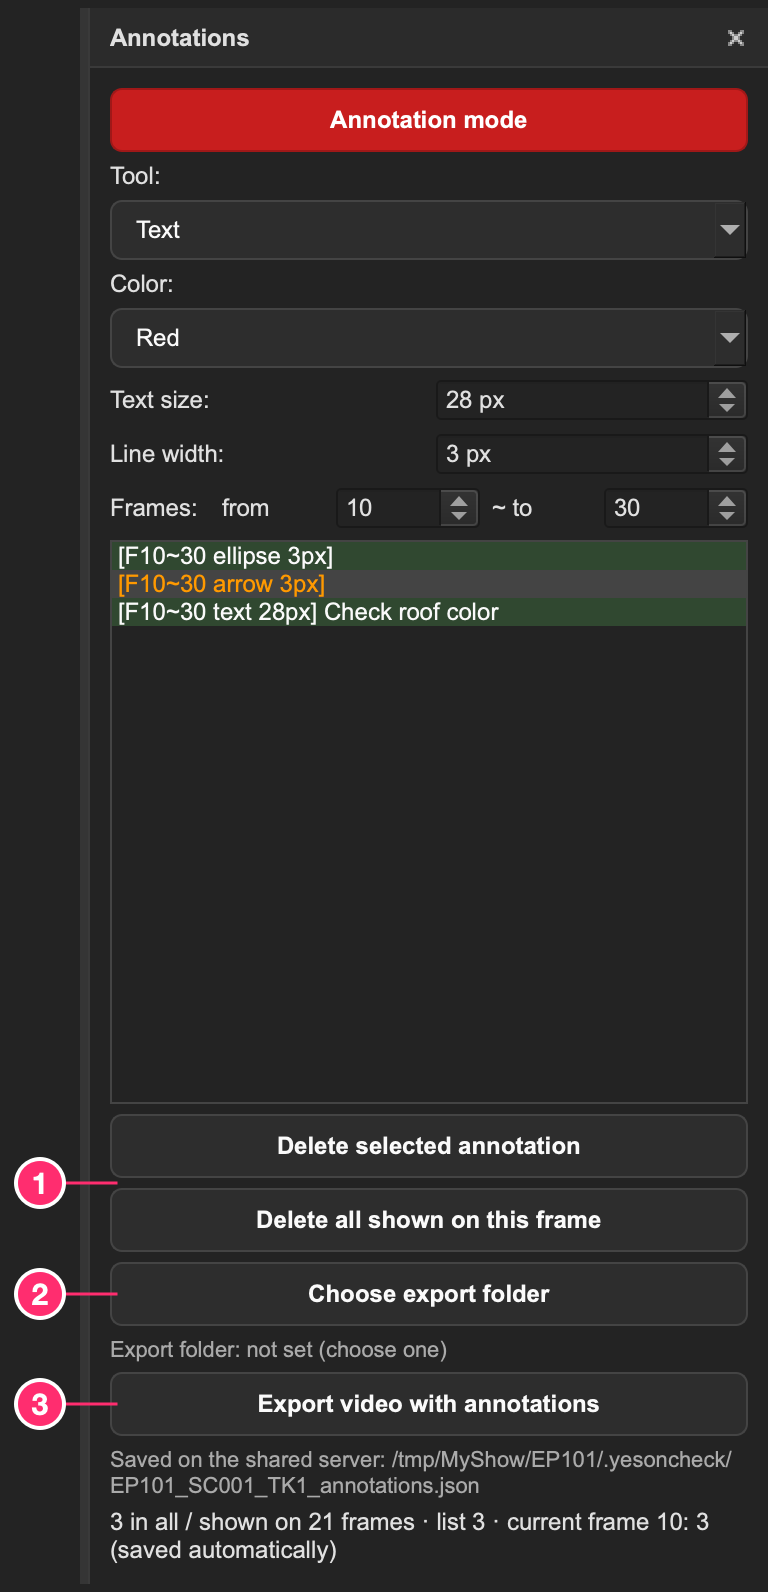 Annotations
Annotation mode
Tool:
Text
Color:
Red
Text size: 28 px
Line width: 3 px
Frames: from 10 ~ to 30
[F10~30 ellipse 3px]
[F10~30 arrow 3px]
[F10~30 text 28px] Check roof color
Delete selected annotation
1
Delete all shown on this frame
2 Choose export folder
Export folder: not set (choose one)
3 Export video with annotations
Saved on the shared server: /tmp/MyShow/EP101/.yesoncheck/
EP101_SC001_TK1_annotations.json
3 in all / shown on 21 frames · list 3 · current frame 10: 3
(saved automatically)